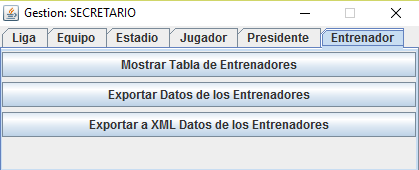 Gestion: SECRETARIO
Liga Equipo Estadio Jugador Presidente Entrenador
Mostrar Tabla de Entrenadores
Exportar Datos de los Entrenadores
Exportar a XML Datos de los Entrenadores